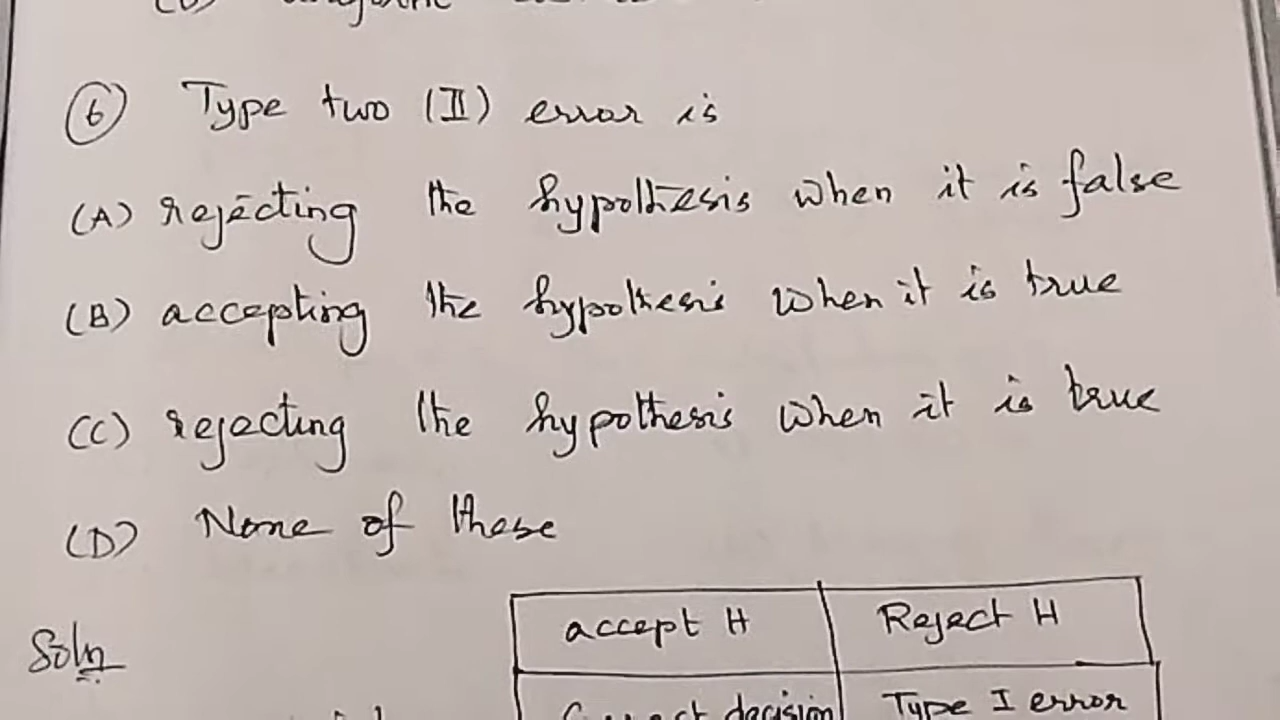 6 Type two (II) error is
(A) rejecting the hypothesis when it is false
(B) accepting the hypothesis when it is true
(C) rejecting the hypothesis when it is true
(D) None of these
accept H Reject H
Soln
decision Type I error